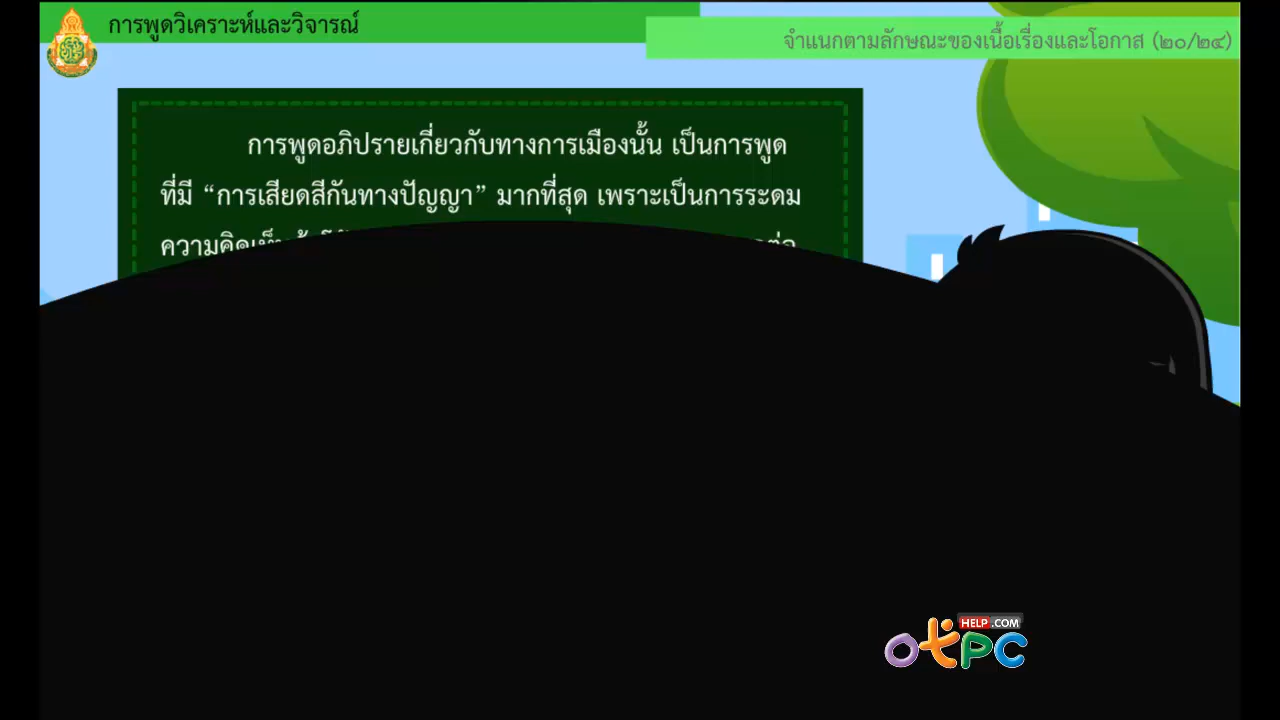 การพูดวิเคราะห์และวิจารณ์
จำแนกตามลักษณะของเนื้อเรื่องและโอกาส (๒๐/๒๔)
การพูดอภิปรายเกี่ยวกับทางการเมืองนั้น เป็นการพูด
ที่มี “การเสียดสีกันทางปัญญา” มากที่สุด เพราะเป็นการระดม
HELP.COM
otpc